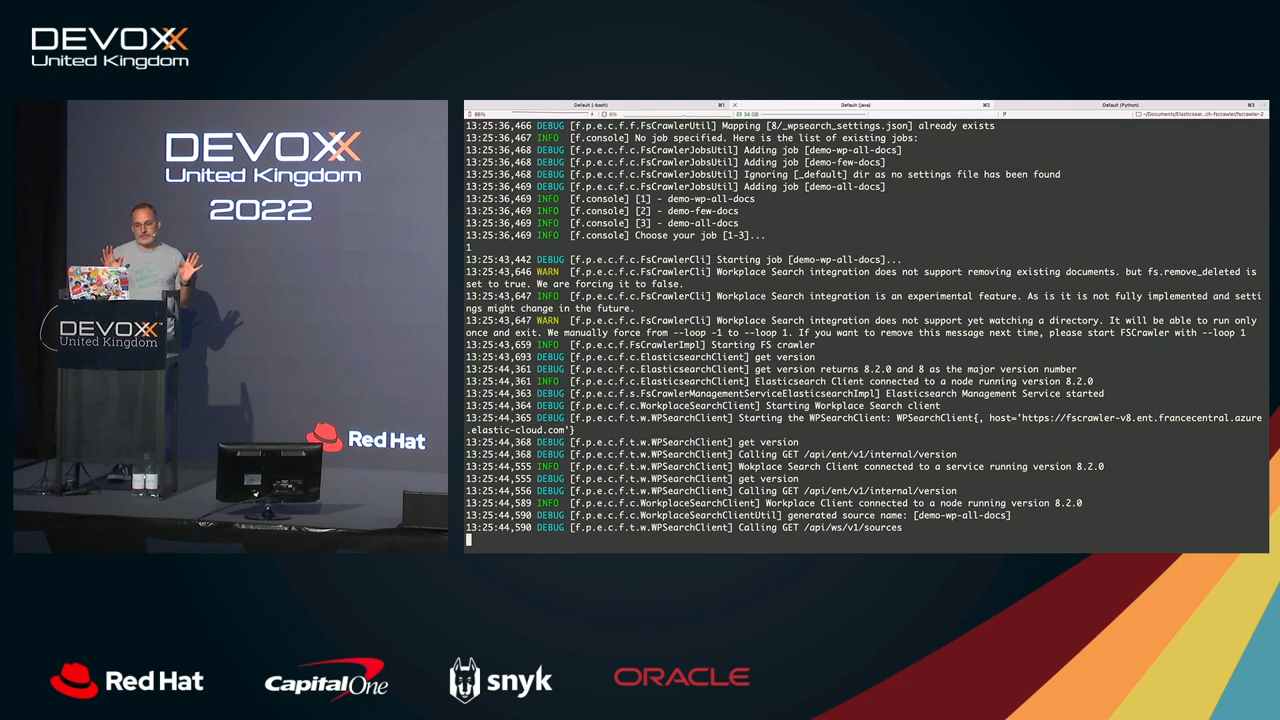 DEVOXX
United Kingdom
DEVOXX
United Kingdom
2022
DEVOXX
United Kingdom
Red Hat
Default (-bash)
⌘1
Default (java)
⌘2
Default (Python)
⌘3
86%
6%
34 GB
~/Documents/Elasticsear...ch-fscrawler/fscrawler-2
13:25:36,466 DEBUG [f.p.e.c.f.f.FsCrawlerUtil] Mapping [8/_wpsearch_settings.json] already exists
13:25:36,467 INFO [f.console] No job specified. Here is the list of existing jobs:
13:25:36,468 DEBUG [f.p.e.c.f.c.FsCrawlerJobsUtil] Adding job [demo-wp-all-docs]
13:25:36,468 DEBUG [f.p.e.c.f.c.FsCrawlerJobsUtil] Adding job [demo-few-docs]
13:25:36,468 DEBUG [f.p.e.c.f.c.FsCrawlerJobsUtil] Ignoring [_default] dir as no settings file has been found
13:25:36,469 DEBUG [f.p.e.c.f.c.FsCrawlerJobsUtil] Adding job [demo-all-docs]
13:25:36,469 INFO [f.console] [1] - demo-wp-all-docs
13:25:36,469 INFO [f.console] [2] - demo-few-docs
13:25:36,469 INFO [f.console] [3] - demo-all-docs
13:25:36,469 INFO [f.console] Choose your job [1-3]...
1
13:25:43,442 DEBUG [f.p.e.c.f.c.FsCrawlerCli] Starting job [demo-wp-all-docs]...
13:25:43,646 WARN [f.p.e.c.f.c.FsCrawlerCli] Workplace Search integration does not support removing existing documents. but fs.remove_deleted is
set to true. We are forcing it to false.
13:25:43,647 INFO [f.p.e.c.f.c.FsCrawlerCli] Workplace Search integration is an experimental feature. As is it is not fully implemented and setti
ngs might change in the future.
13:25:43,647 WARN [f.p.e.c.f.c.FsCrawlerCli] Workplace Search integration does not support yet watching a directory. It will be able to run only
once and exit. We manually force from --loop -1 to --loop 1. If you want to remove this message next time, please start FSCrawler with --loop 1
13:25:43,659 INFO [f.p.e.c.f.FsCrawlerImpl] Starting FS crawler
13:25:43,693 DEBUG [f.p.e.c.f.c.ElasticsearchClient] get version
13:25:44,361 DEBUG [f.p.e.c.f.c.ElasticsearchClient] get version returns 8.2.0 and 8 as the major version number
13:25:44,361 INFO [f.p.e.c.f.c.ElasticsearchClient] Elasticsearch Client connected to a node running version 8.2.0
13:25:44,363 DEBUG [f.p.e.c.f.s.FsCrawlerManagementServiceElasticsearchImpl] Elasticsearch Management Service started
13:25:44,364 DEBUG [f.p.e.c.f.c.WorkplaceSearchClient] Starting Workplace Search client
13:25:44,365 DEBUG [f.p.e.c.f.t.w.WPSearchClient] Starting the WPSearchClient: WPSearchClient{, host='https://fscrawler-v8.ent.francecentral.azure
.elastic-cloud.com'}
13:25:44,368 DEBUG [f.p.e.c.f.t.w.WPSearchClient] get version
13:25:44,368 DEBUG [f.p.e.c.f.t.w.WPSearchClient] Calling GET /api/ent/v1/internal/version
13:25:44,555 INFO [f.p.e.c.f.t.w.WPSearchClient] Wokplace Search Client connected to a service running version 8.2.0
13:25:44,555 DEBUG [f.p.e.c.f.t.w.WPSearchClient] get version
13:25:44,556 DEBUG [f.p.e.c.f.t.w.WPSearchClient] Calling GET /api/ent/v1/internal/version
13:25:44,589 INFO [f.p.e.c.f.c.WorkplaceSearchClient] Workplace Client connected to a node running version 8.2.0
13:25:44,590 DEBUG [f.p.e.c.f.c.WorkplaceSearchClientUtil] generated source name: [demo-wp-all-docs]
13:25:44,590 DEBUG [f.p.e.c.f.t.w.WPSearchClient] Calling GET /api/ws/v1/sources
Red Hat
Capital One
snyk
ORACLE